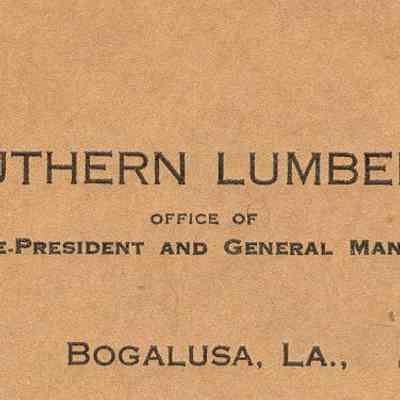 UTHERN LUMBE
OFFICE OF
E-PRESIDENT AND GENERAL MAN
BOGALUSA, LA.,